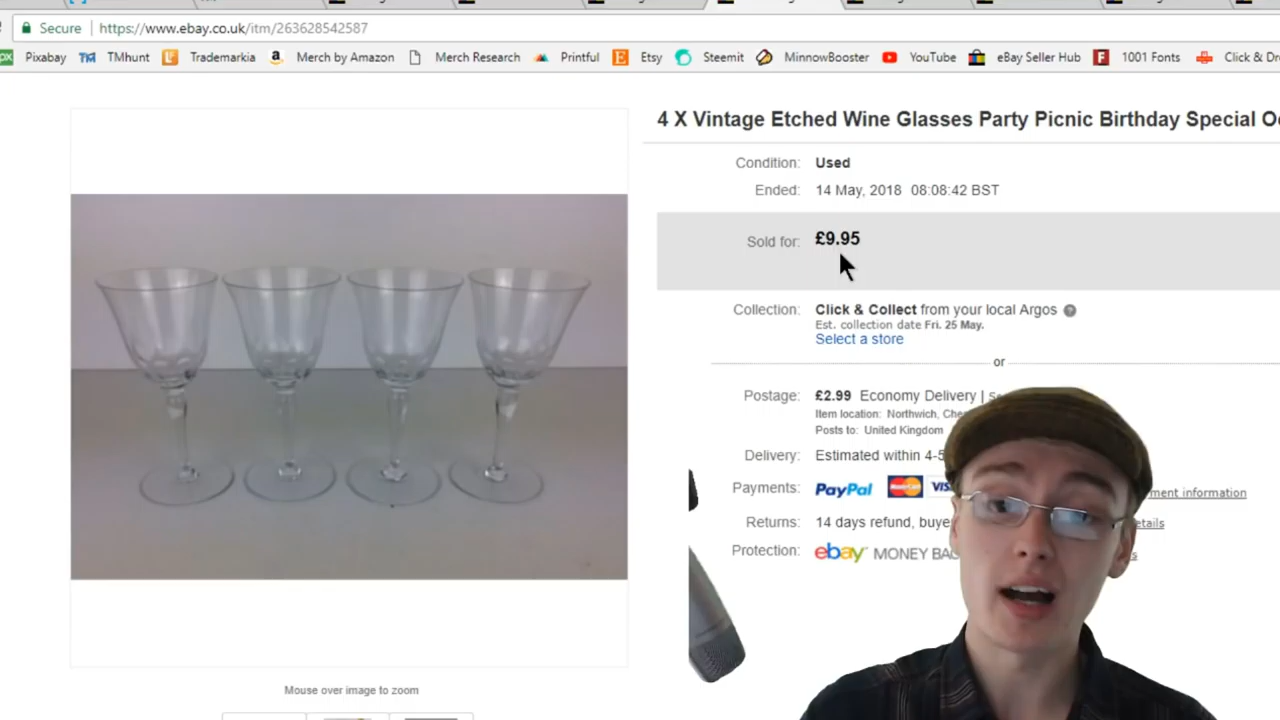 Secure https://www.ebay.co.uk/itm/263628542587
Pixabay TMhunt Trademarkia Merch by Amazon Merch Research Printful Etsy Steemit MinnowBooster YouTube eBay Seller Hub 1001 Fonts Click &
4 X Vintage Etched Wine Glasses Party Picnic Birthday Special
Condition: Used
Ended: 14 May, 2018 08:08:42 BST
Sold for: £9.95
Collection: Click & Collect from your local Argos
Est. collection date Fri. 25 May.
Select a store
or
Postage: £2.99 Economy Delivery |
Item location: Northwich,
Posts to: United Kingdom
Delivery: Estimated within
Payments: PayPal MasterCard VISA
information
Returns: 14 days refund,
Protection: ebay MONEY
Mouse over image to zoom